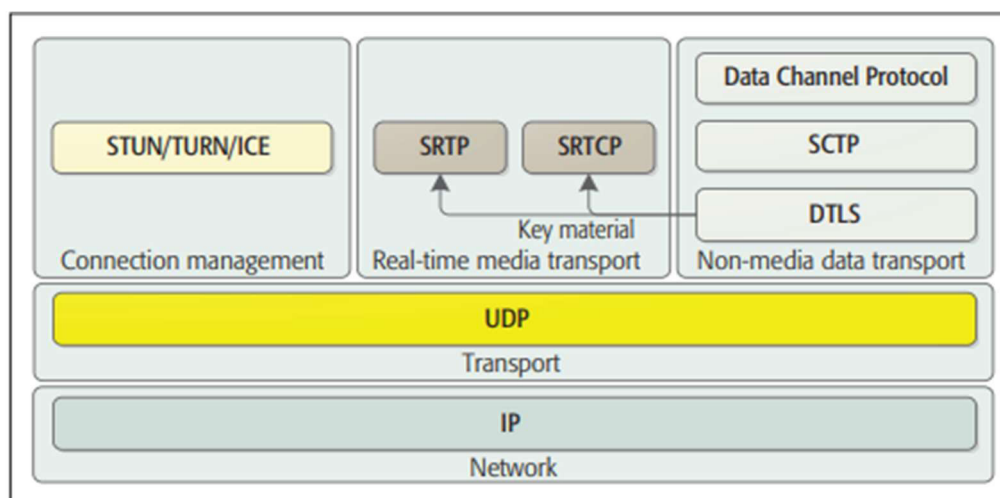 Data Channel Protocol
STUN/TURN/ICE
SRTP
SRTCP
SCTP
DTLS
Key material
Connection management
Real-time media transport
Non-media data transport
UDP
Transport
IP
Network